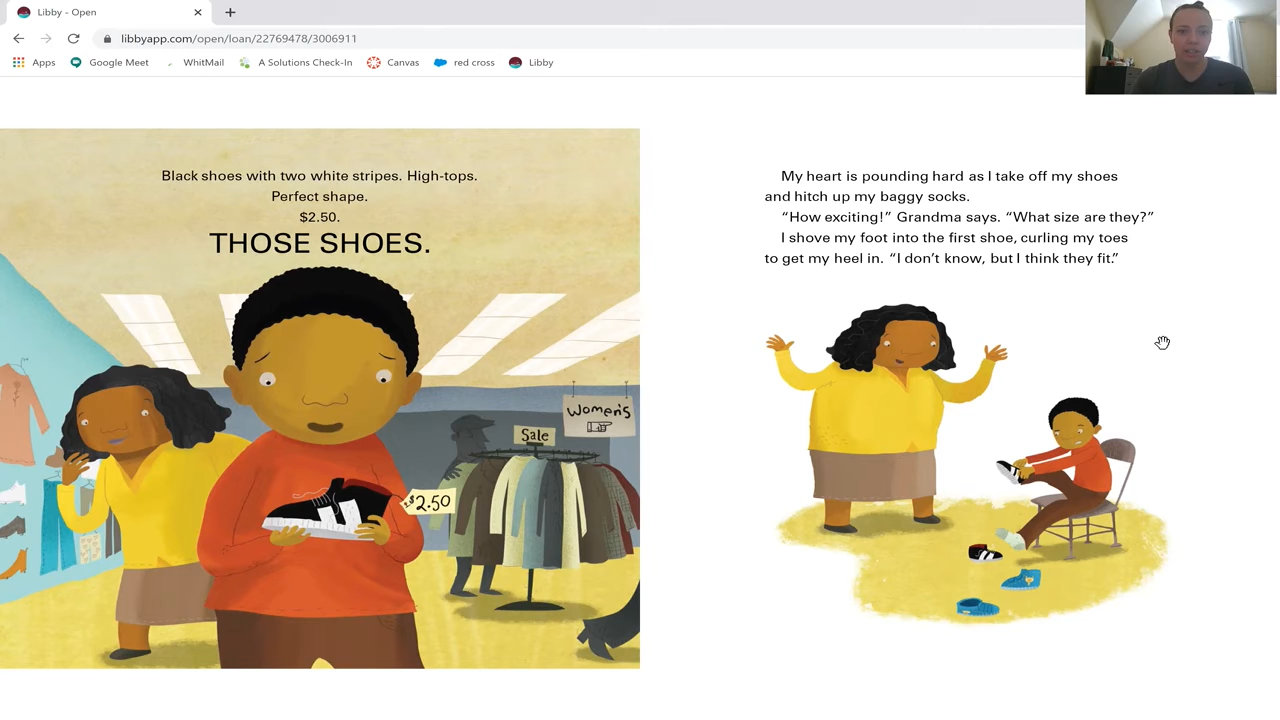 Libby - Open
libbyapp.com/open/loan/22769478/3006911
Apps Google Meet WhitMail A Solutions Check-In Canvas red cross Libby
Black shoes with two white stripes. High-tops.
Perfect shape.
$2.50.
THOSE SHOES.
Women's
Sale
$2.50
My heart is pounding hard as I take off my shoes
and hitch up my baggy socks.
“How exciting!” Grandma says. “What size are they?”
I shove my foot into the first shoe, curling my toes
to get my heel in. “I don’t know, but I think they fit.”